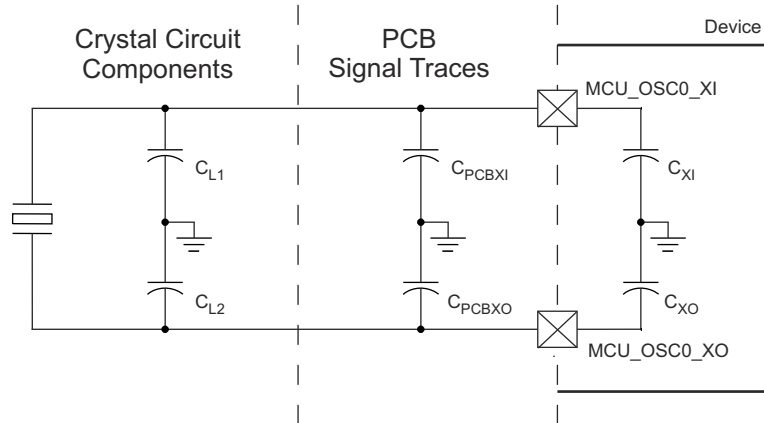 Crystal Circuit
Components
PCB
Signal Traces
Device
MCU_OSC0_XI
CL1
CPCBXI
CXI
CL2
CPCBXO
CXO
MCU_OSC0_XO